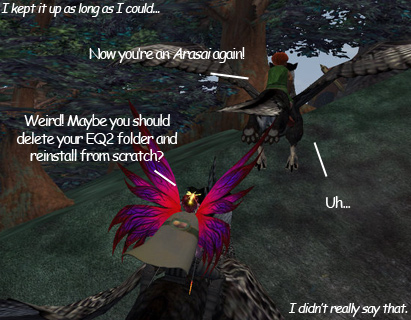 I kept it up as long as I could...
Now you're an Arasai again!
Weird! Maybe you should
delete your EQ2 folder and
reinstall from scratch?
Uh...
I didn't really say that.